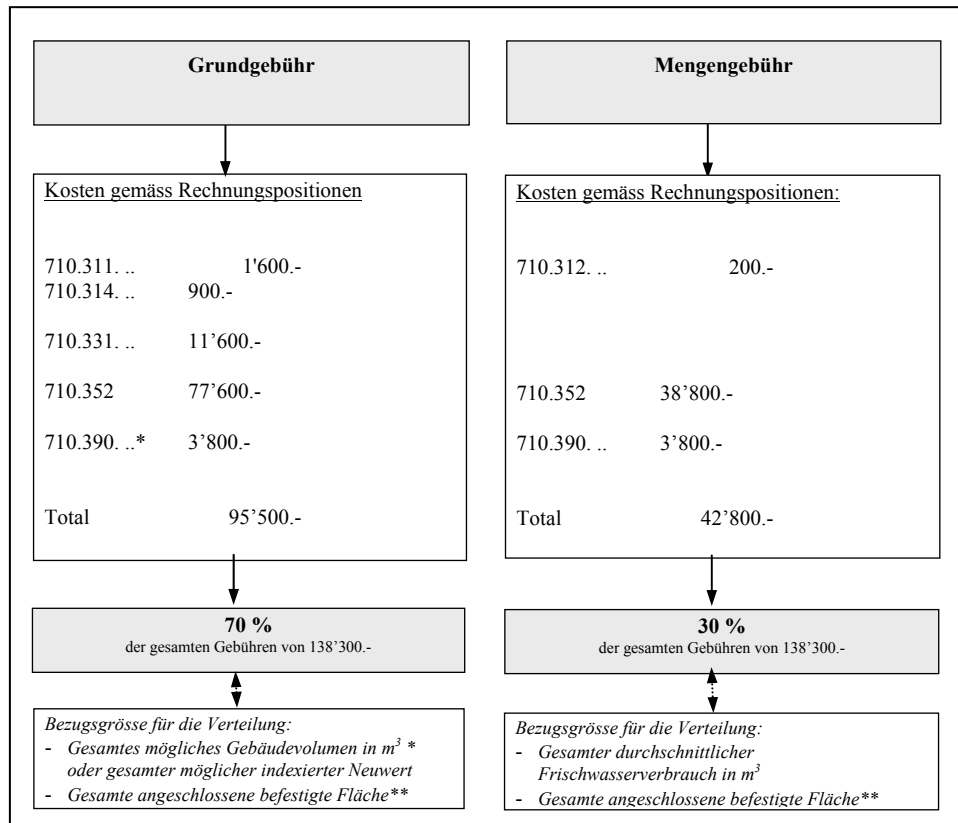 Grundgebühr
Kosten gemäss Rechnungspositionen
710.311. .. 1'600.-
710.314. .. 900.-
710.331. .. 11’600.-
710.352 77’600.-
710.390. ..* 3’800.-
Total 95’500.-
70 %
der gesamten Gebühren von 138’300.-
Bezugsgrösse für die Verteilung:
- Gesamtes mögliches Gebäudevolumen in m³ *
oder gesamter möglicher indexierter Neuwert
- Gesamte angeschlossene befestigte Fläche**
Mengengebühr
Kosten gemäss Rechnungspositionen:
710.312. .. 200.-
710.352 38’800.-
710.390. .. 3’800.-
Total 42’800.-
30 %
der gesamten Gebühren von 138’300.-
Bezugsgrösse für die Verteilung:
- Gesamter durchschnittlicher
Frischwasserverbrauch in m³
- Gesamte angeschlossene befestigte Fläche**